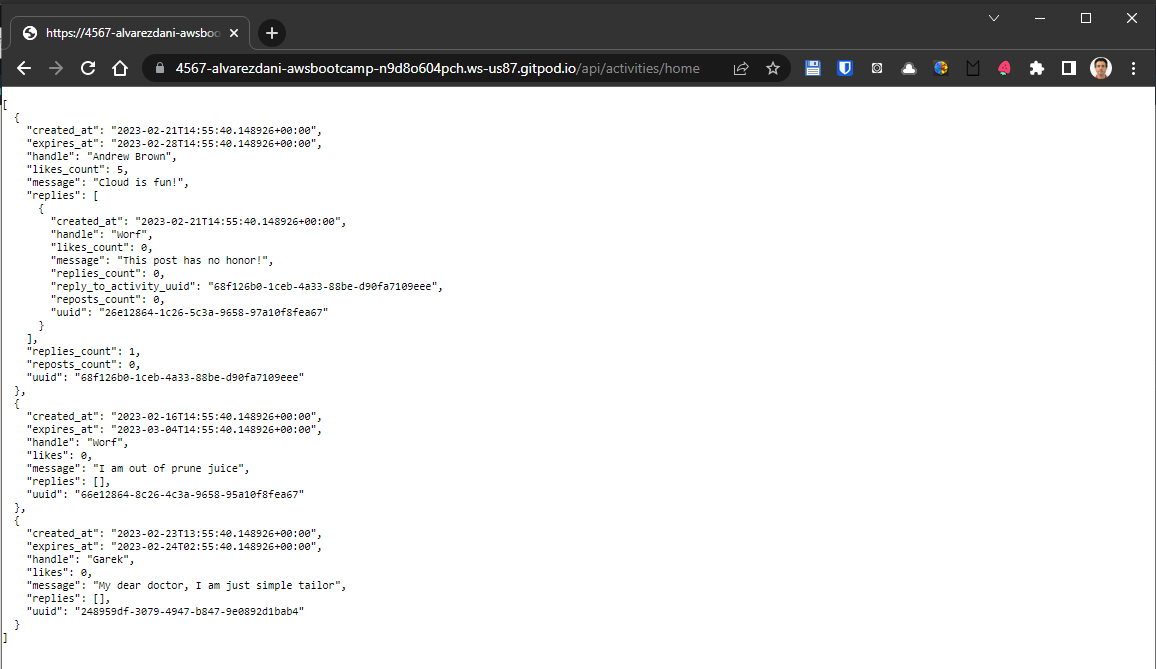 https://4567-alvarezdani-awsboo
4567-alvarezdani-awsbootcamp-n9d8o604pch.ws-us87.gitpod.io/api/activities/home
[
  {
    "created_at": "2023-02-21T14:55:40.148926+00:00",
    "expires_at": "2023-02-28T14:55:40.148926+00:00",
    "handle": "Andrew Brown",
    "likes_count": 5,
    "message": "Cloud is fun!",
    "replies": [
      {
        "created_at": "2023-02-21T14:55:40.148926+00:00",
        "handle": "Worf",
        "likes_count": 0,
        "message": "This post has no honor!",
        "replies_count": 0,
        "reply_to_activity_uuid": "68f126b0-1ceb-4a33-88be-d90fa7109eee",
        "reposts_count": 0,
        "uuid": "26e12864-1c26-5c3a-9658-97a10f8fea67"
      }
    ],
    "replies_count": 1,
    "reposts_count": 0,
    "uuid": "68f126b0-1ceb-4a33-88be-d90fa7109eee"
  },
  {
    "created_at": "2023-02-16T14:55:40.148926+00:00",
    "expires_at": "2023-03-04T14:55:40.148926+00:00",
    "handle": "Worf",
    "likes": 0,
    "message": "I am out of prune juice",
    "replies": [],
    "uuid": "66e12864-8c26-4c3a-9658-95a10f8fea67"
  },
  {
    "created_at": "2023-02-23T13:55:40.148926+00:00",
    "expires_at": "2023-02-24T02:55:40.148926+00:00",
    "handle": "Garek",
    "likes": 0,
    "message": "My dear doctor, I am just simple tailor",
    "replies": [],
    "uuid": "248959df-3079-4947-b847-9e0892d1bab4"
  }
]